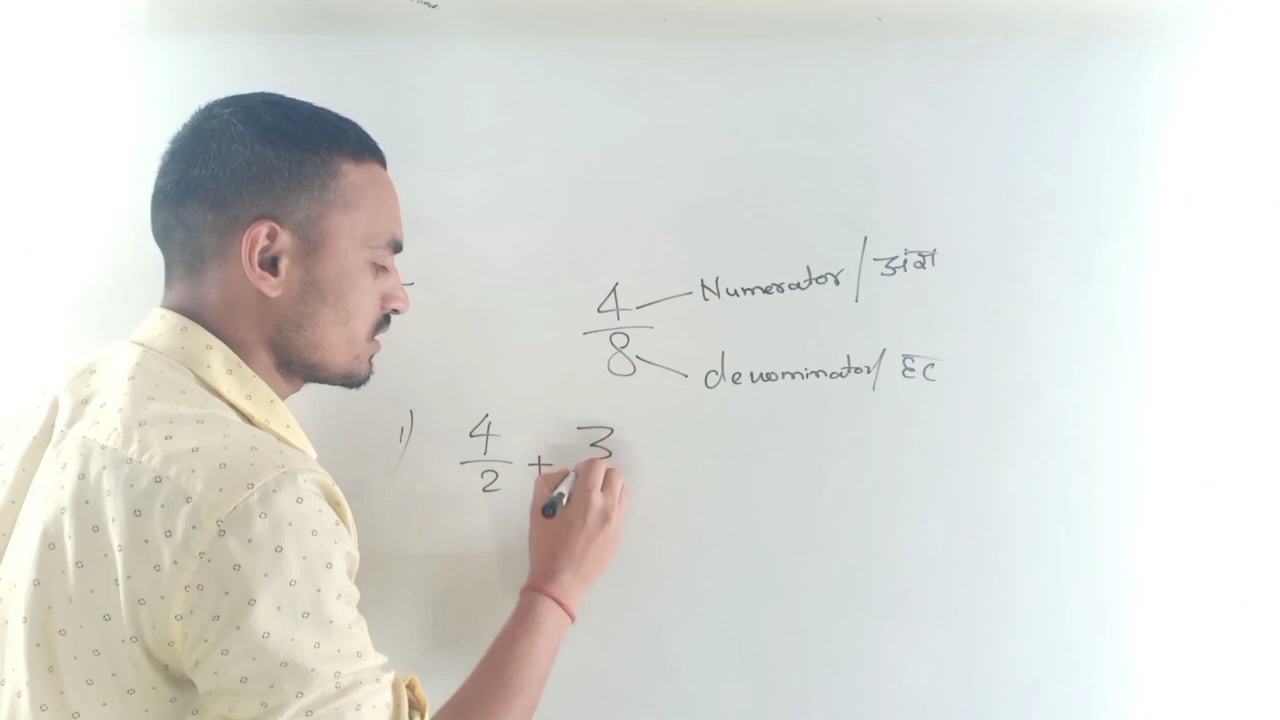 4 Numerator / अंश
8 denominator / हर
1) 4/2 + 3